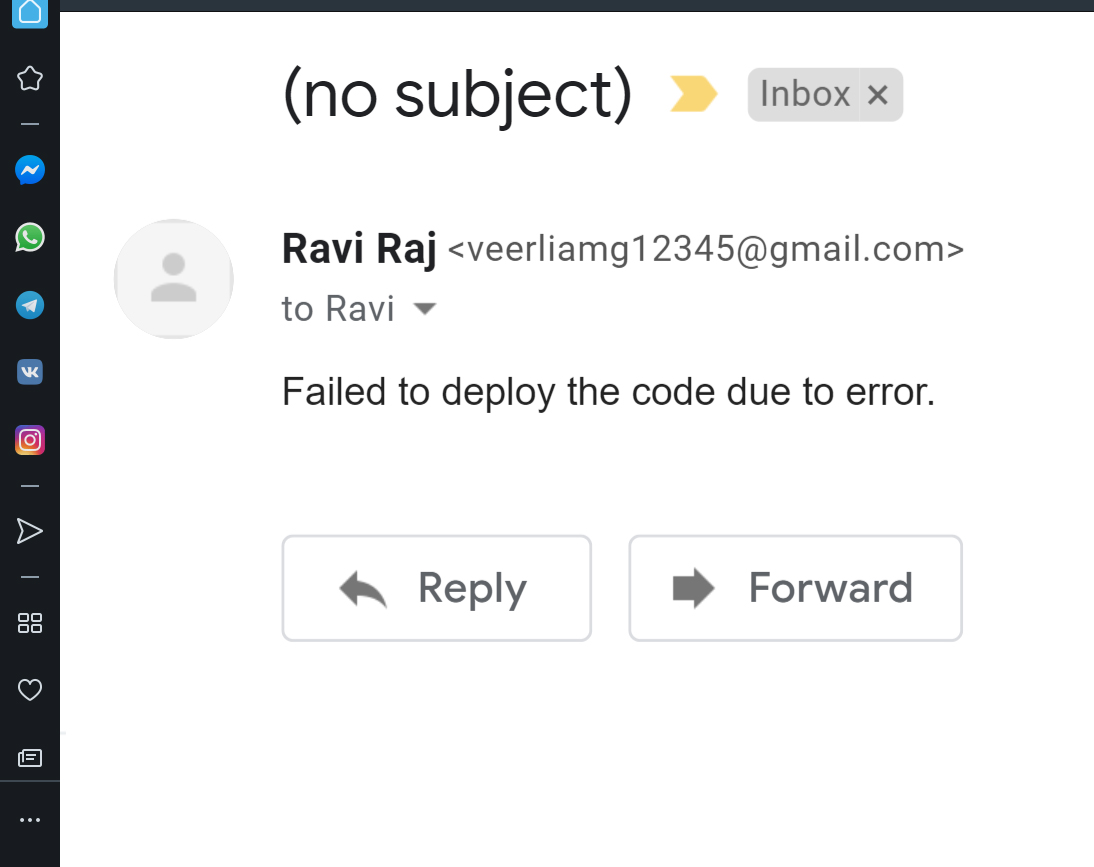 (no subject) Inbox ×
Ravi Raj <veerliamg12345@gmail.com>
to Ravi
Failed to deploy the code due to error.
Reply Forward